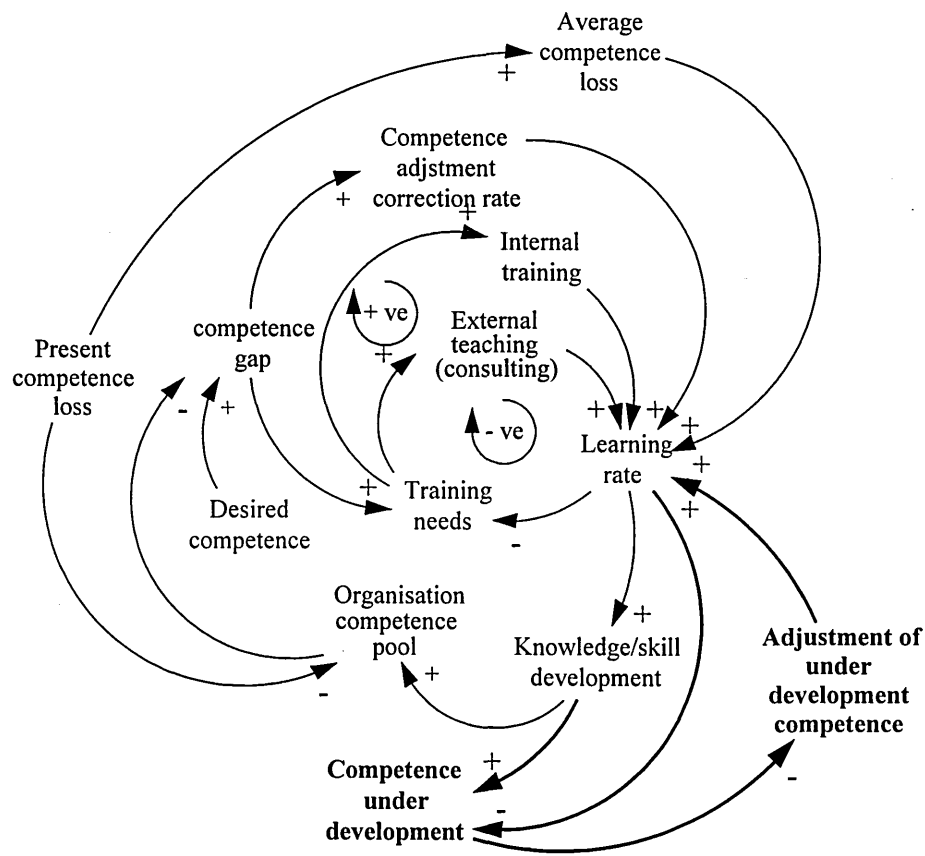 Average
competence
loss
+
Competence
adjstment
correction rate
+
+
Internal
training
+ ve
External
teaching
(consulting)
+
competence
gap
Present
competence
loss
-
+
- ve
+
+
+
Learning
rate
+
+
+
Training
needs
-
Desired
competence
Organisation
competence
pool
-
+
Knowledge/skill
development
+
Adjustment of
under
development
competence
-
Competence
under
development
+
-